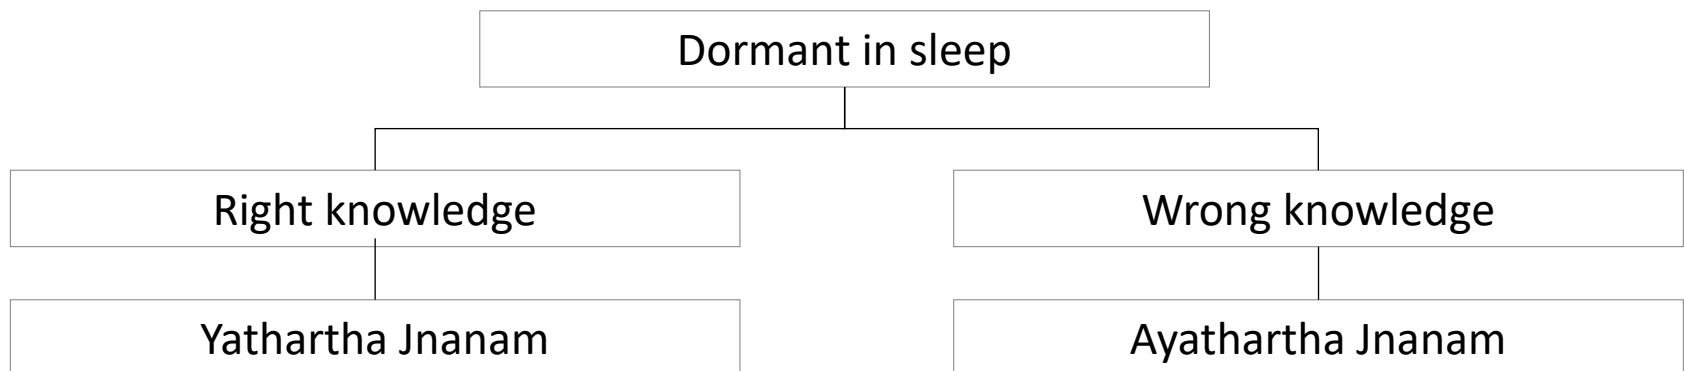 Dormant in sleep
Right knowledge
Wrong knowledge
Yathartha Jnanam
Ayathartha Jnanam